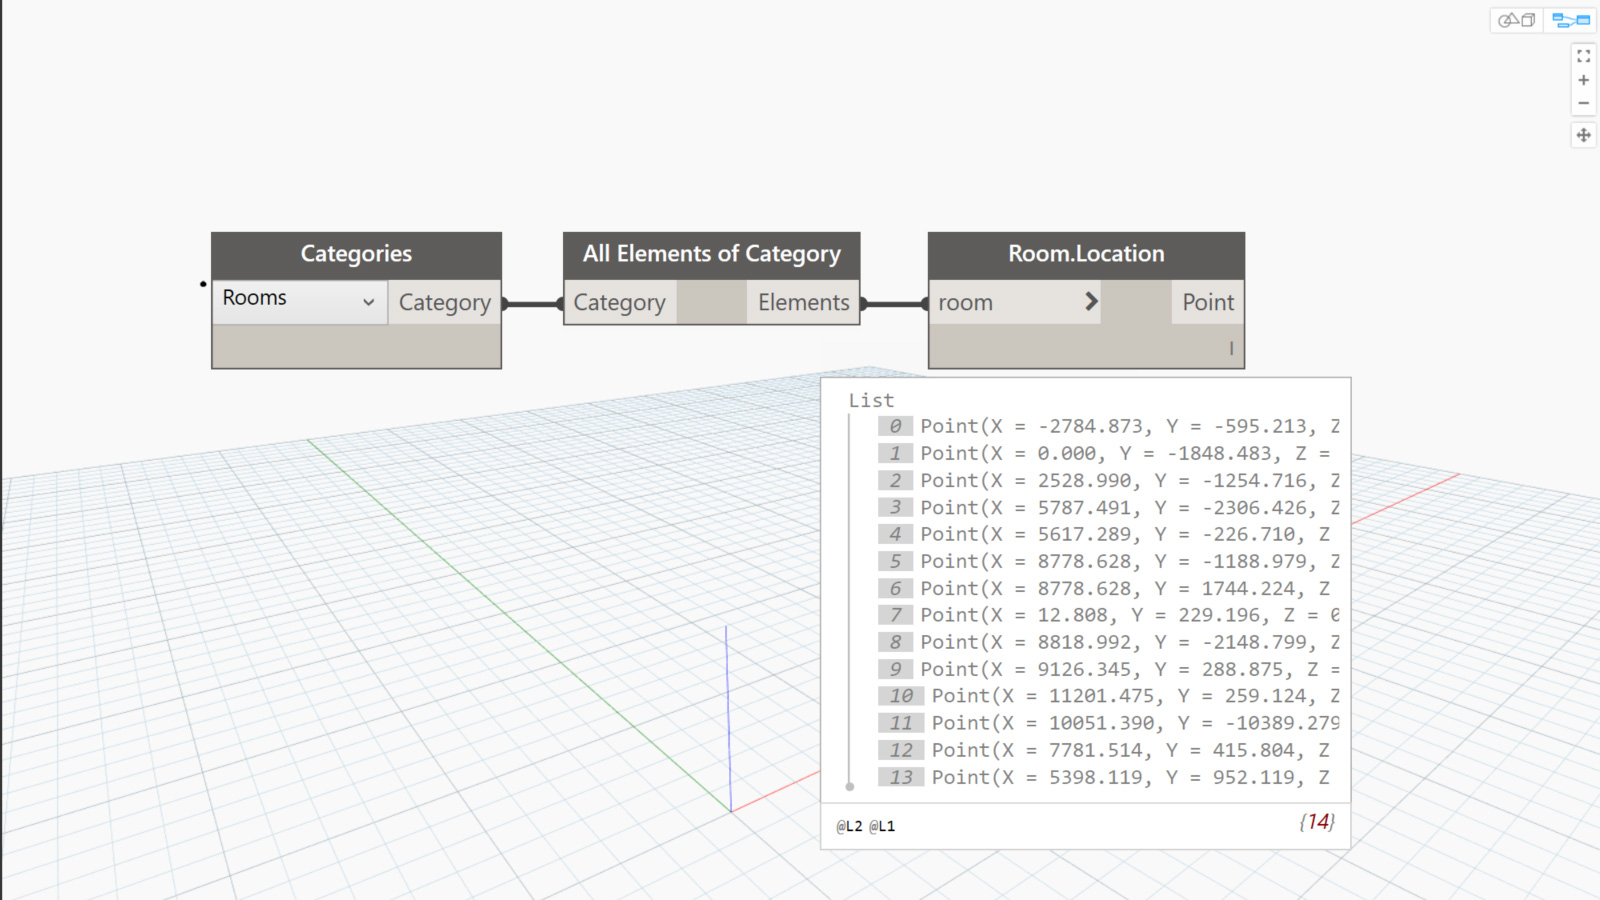 Categories
Rooms Category
All Elements of Category
Category Elements
Room.Location
room Point
l
List
0 Point(X = -2784.873, Y = -595.213, Z
1 Point(X = 0.000, Y = -1848.483, Z =
2 Point(X = 2528.990, Y = -1254.716, Z
3 Point(X = 5787.491, Y = -2306.426, Z
4 Point(X = 5617.289, Y = -226.710, Z
5 Point(X = 8778.628, Y = -1188.979, Z
6 Point(X = 8778.628, Y = 1744.224, Z
7 Point(X = 12.808, Y = 229.196, Z = 0
8 Point(X = 8818.992, Y = -2148.799, Z
9 Point(X = 9126.345, Y = 288.875, Z =
10 Point(X = 11201.475, Y = 259.124, Z
11 Point(X = 10051.390, Y = -10389.279
12 Point(X = 7781.514, Y = 415.804, Z
13 Point(X = 5398.119, Y = 952.119, Z
@L2 @L1 {14}